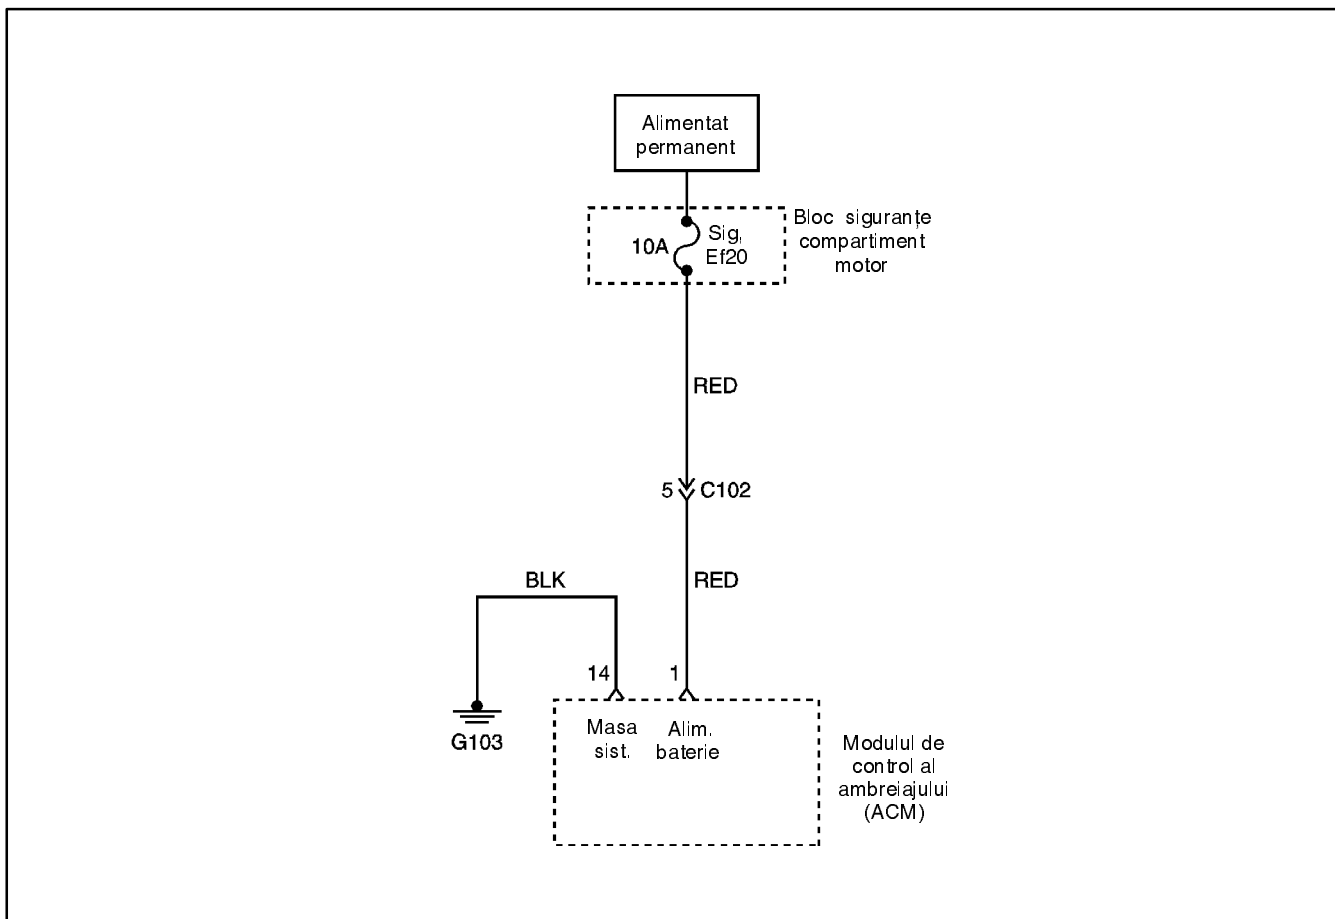 Alimentat
permanent
Bloc siguranțe
compartiment
motor
10A
Sig,
Ef20
RED
5
C102
BLK
RED
14
1
G103
Masa
sist.
Alim.
baterie
Modulul de
control al
ambreiajului
(ACM)